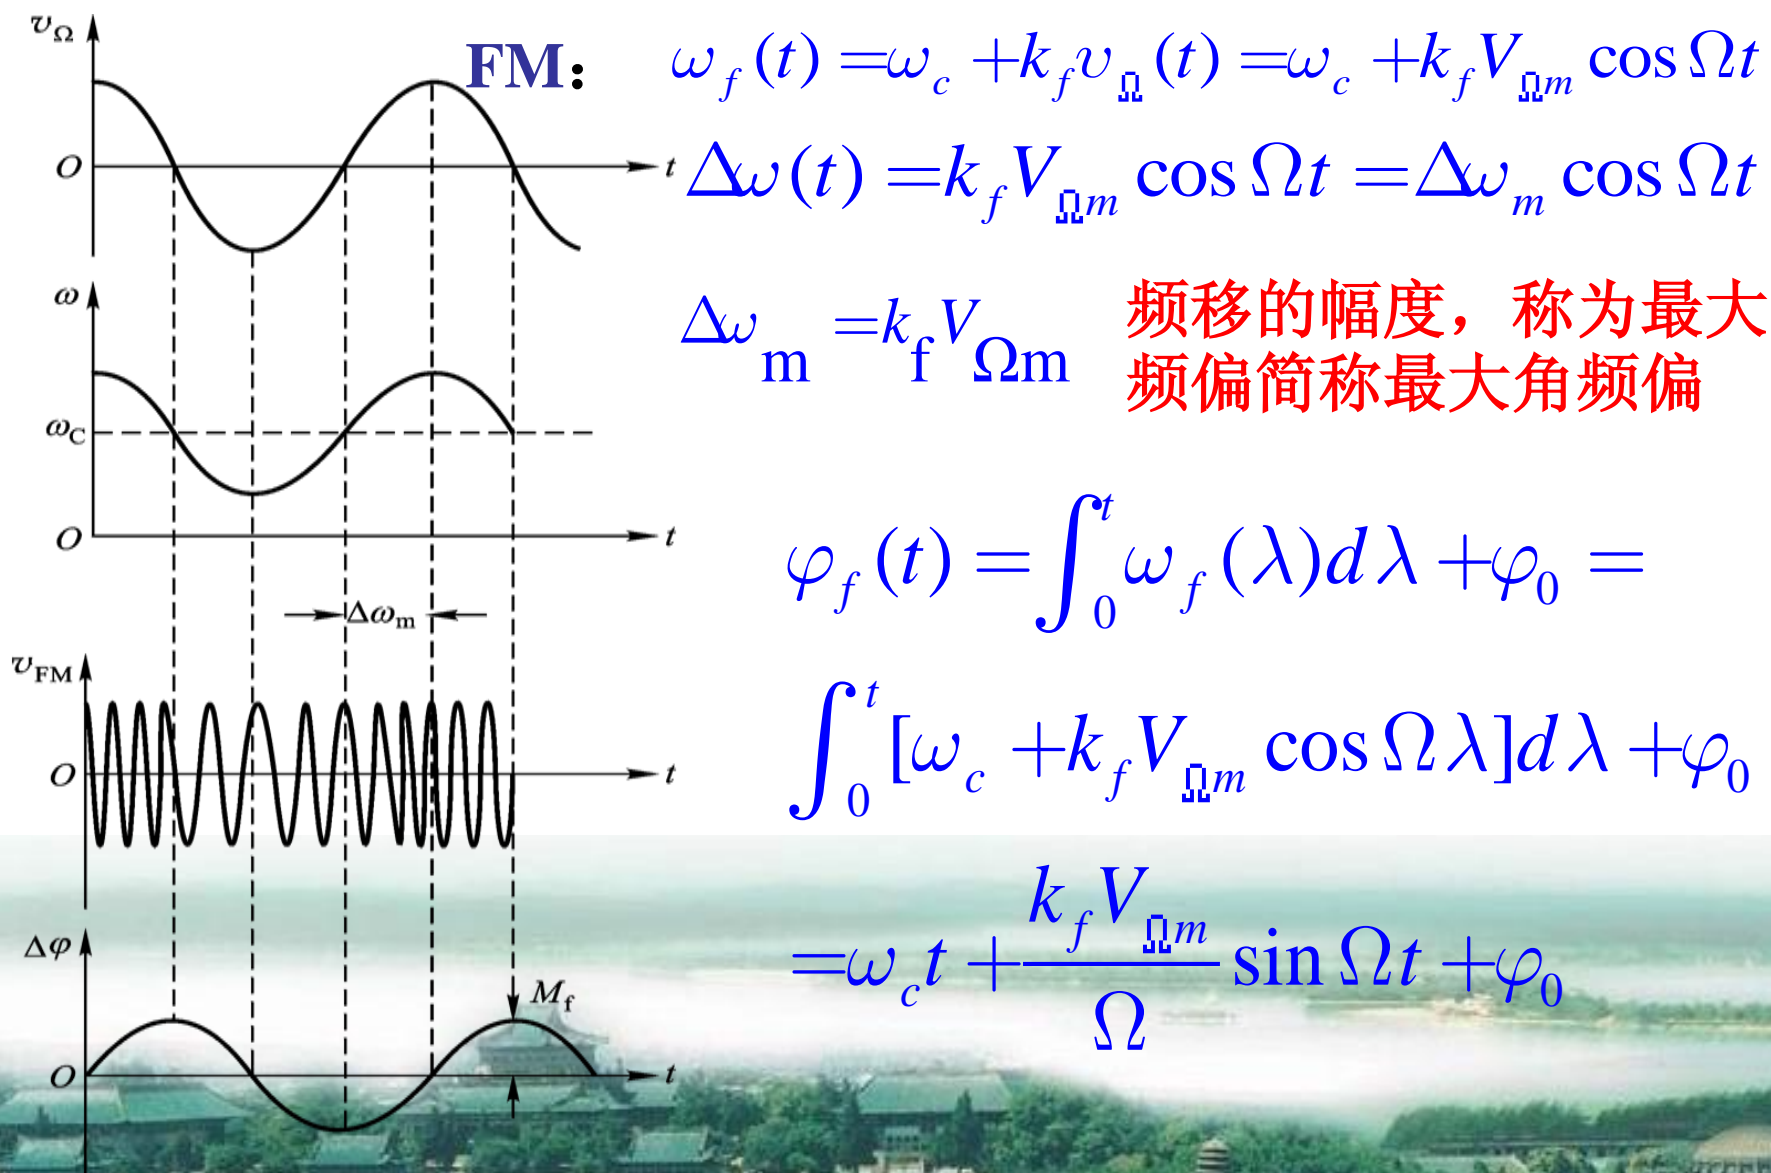 υ_Ω
O
t
ω
ω_C
O
t
Δω_m
υ_FM
O
t
Δφ
M_f
O
t
FM： ω_f(t) =ω_c +k_f υ_Ω(t) =ω_c +k_f V_Ωm cos Ωt
Δω(t) =k_f V_Ωm cos Ωt =Δω_m cos Ωt
Δω_m =k_f V_Ωm
频移的幅度，称为最大
频偏简称最大角频偏
φ_f(t) =∫_0^t ω_f(λ)dλ +φ_0 =
∫_0^t [ω_c +k_f V_Ωm cos Ωλ]dλ +φ_0
=ω_c t + (k_f V_Ωm / Ω) sin Ωt +φ_0